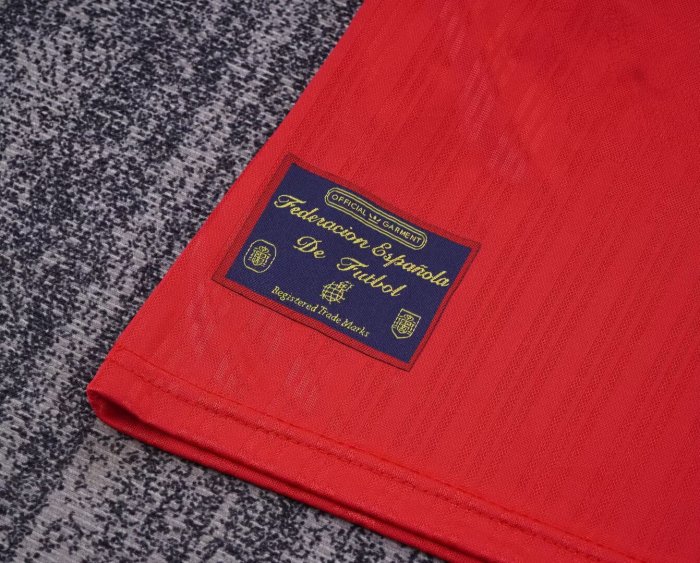 OFFICIAL GARMENT
Federacion Española
De Futbol
Registered Trade Marks